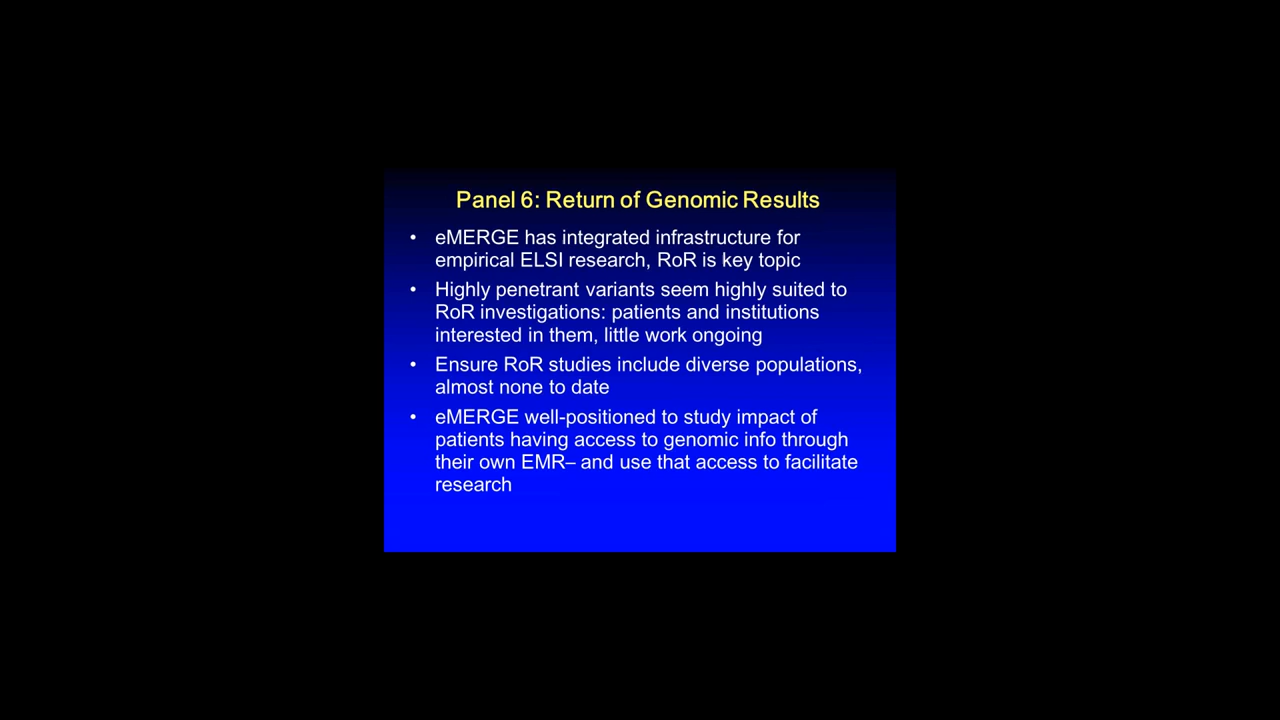 Panel 6: Return of Genomic Results
• eMERGE has integrated infrastructure for
empirical ELSI research, RoR is key topic
• Highly penetrant variants seem highly suited to
RoR investigations: patients and institutions
interested in them, little work ongoing
• Ensure RoR studies include diverse populations,
almost none to date
• eMERGE well-positioned to study impact of
patients having access to genomic info through
their own EMR– and use that access to facilitate
research